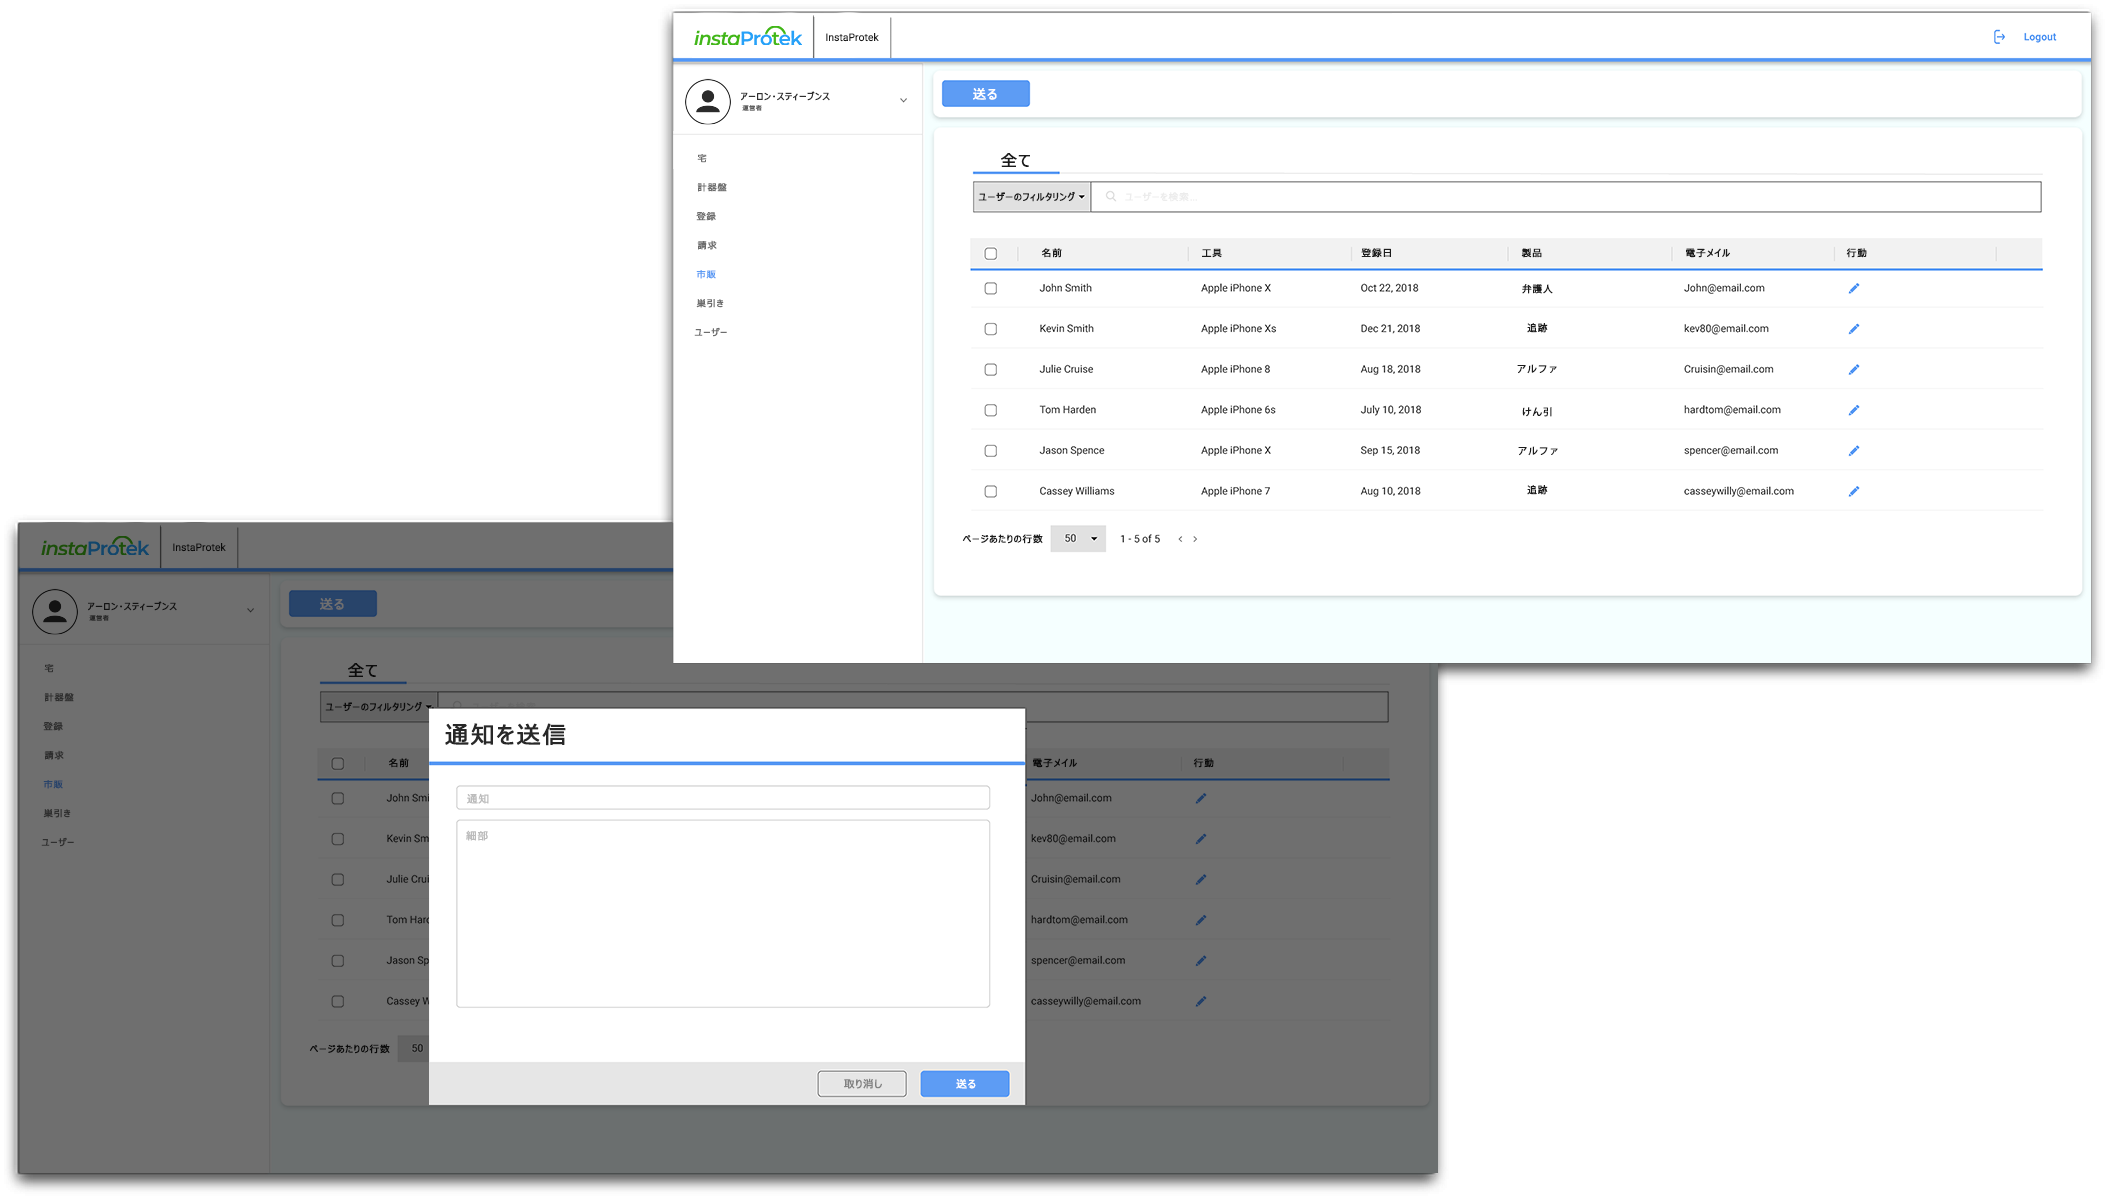 instaProtek
InstaProtek
Logout
アーロン・スティーブンス
運営者
送る
宅
計器盤
登録
請求
市販
巣引き
ユーザー
全て
ユーザーのフィルタリング
ユーザーを検索...
名前 工具 登録日 製品 電子メイル 行動
John Smith Apple iPhone X Oct 22, 2018 弁護人 John@email.com
Kevin Smith Apple iPhone Xs Dec 21, 2018 追跡 kev80@email.com
Julie Cruise Apple iPhone 8 Aug 18, 2018 アルファ Cruisin@email.com
Tom Harden Apple iPhone 6s July 10, 2018 けん引 hardtom@email.com
Jason Spence Apple iPhone X Sep 15, 2018 アルファ spencer@email.com
Cassey Williams Apple iPhone 7 Aug 10, 2018 追跡 casseywilly@email.com
ページあたりの行数 50 1 - 5 of 5
instaProtek
InstaProtek
アーロン・スティーブンス
運営者
送る
宅
計器盤
登録
請求
市販
巣引き
ユーザー
全て
ユーザーのフィルタリング
名前 電子メイル 行動
John Smi John@email.com
Kevin Sm kev80@email.com
Julie Crui Cruisin@email.com
Tom Hard hardtom@email.com
Jason Sp spencer@email.com
Cassey W casseywilly@email.com
ページあたりの行数 50
通知を送信
通知
細部
取り消し 送る